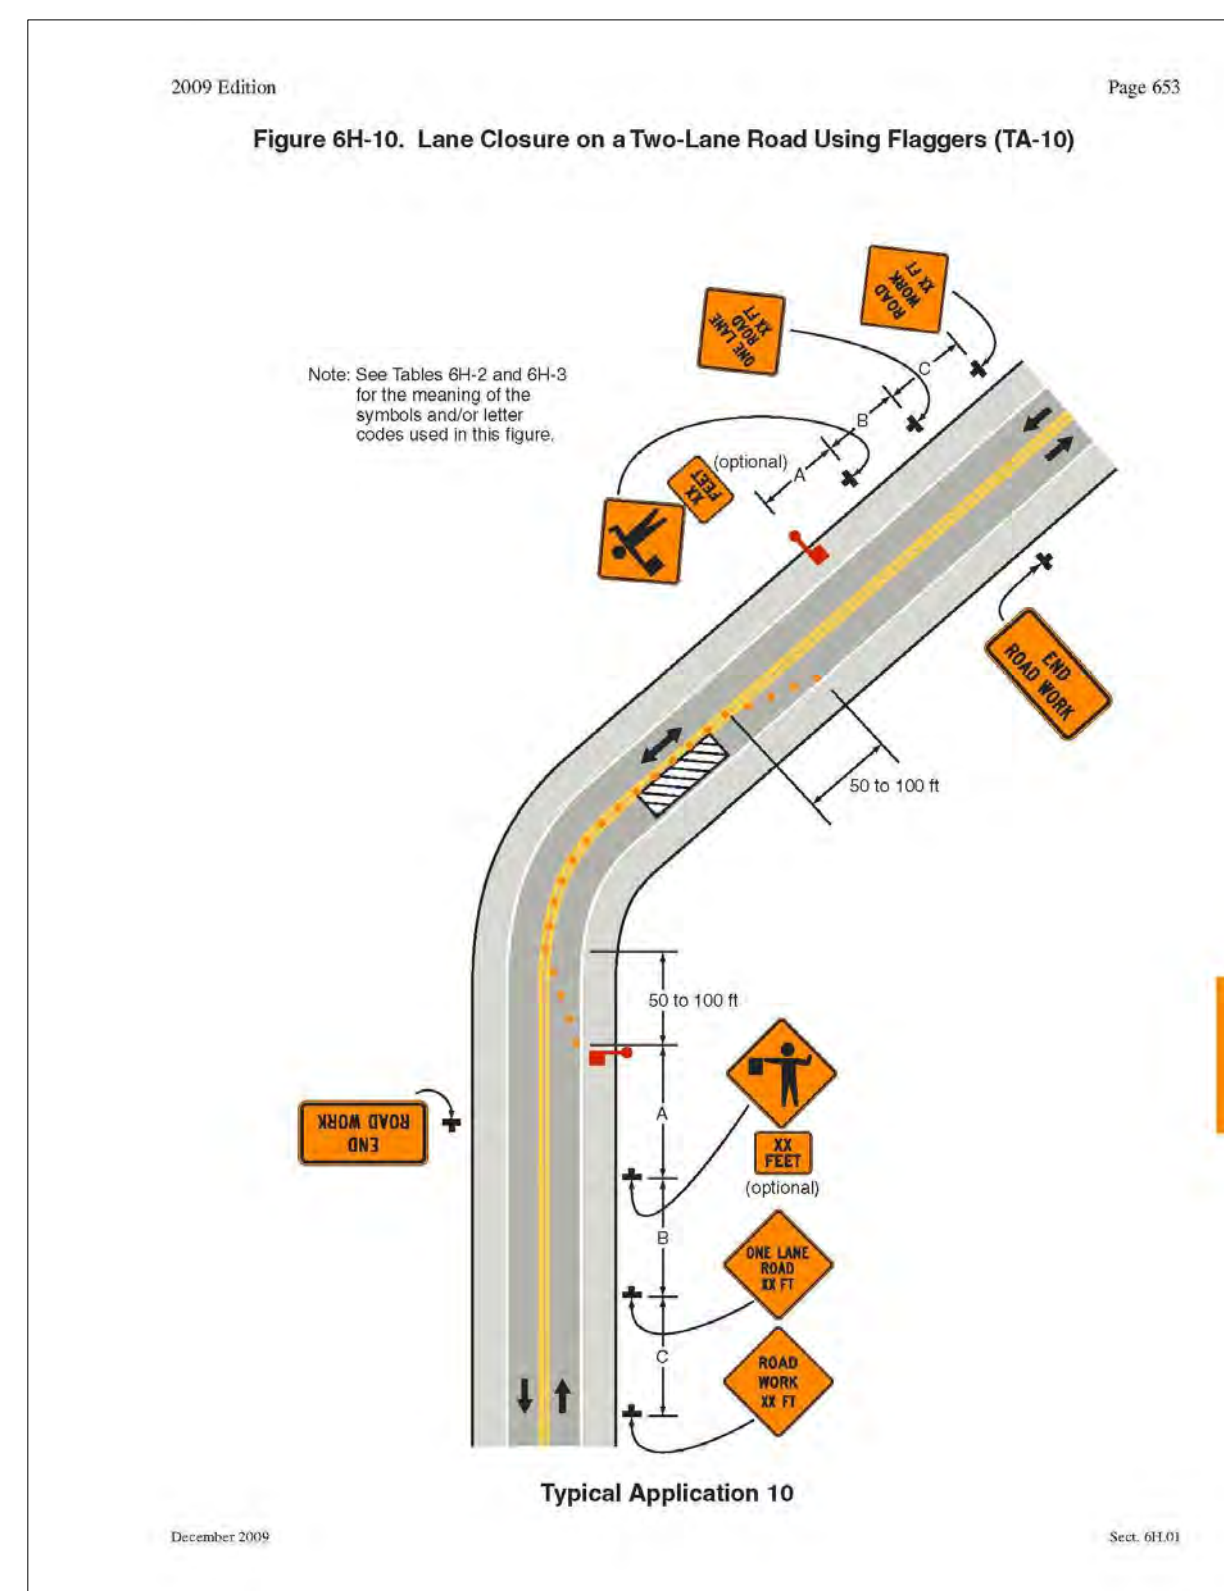 2009 Edition
Page 653
Figure 6H-10. Lane Closure on a Two-Lane Road Using Flaggers (TA-10)
ROAD
WORK
XX FT
ONE LANE
ROAD
XX FT
Note: See Tables 6H-2 and 6H-3
for the meaning of the
symbols and/or letter
codes used in this figure.
C
B
(optional)
A
XX
FEET
END
ROAD WORK
50 to 100 ft
50 to 100 ft
A
END
ROAD WORK
XX
FEET
(optional)
B
ONE LANE
ROAD
XX FT
C
ROAD
WORK
XX FT
Typical Application 10
December 2009
Sect. 6H.01